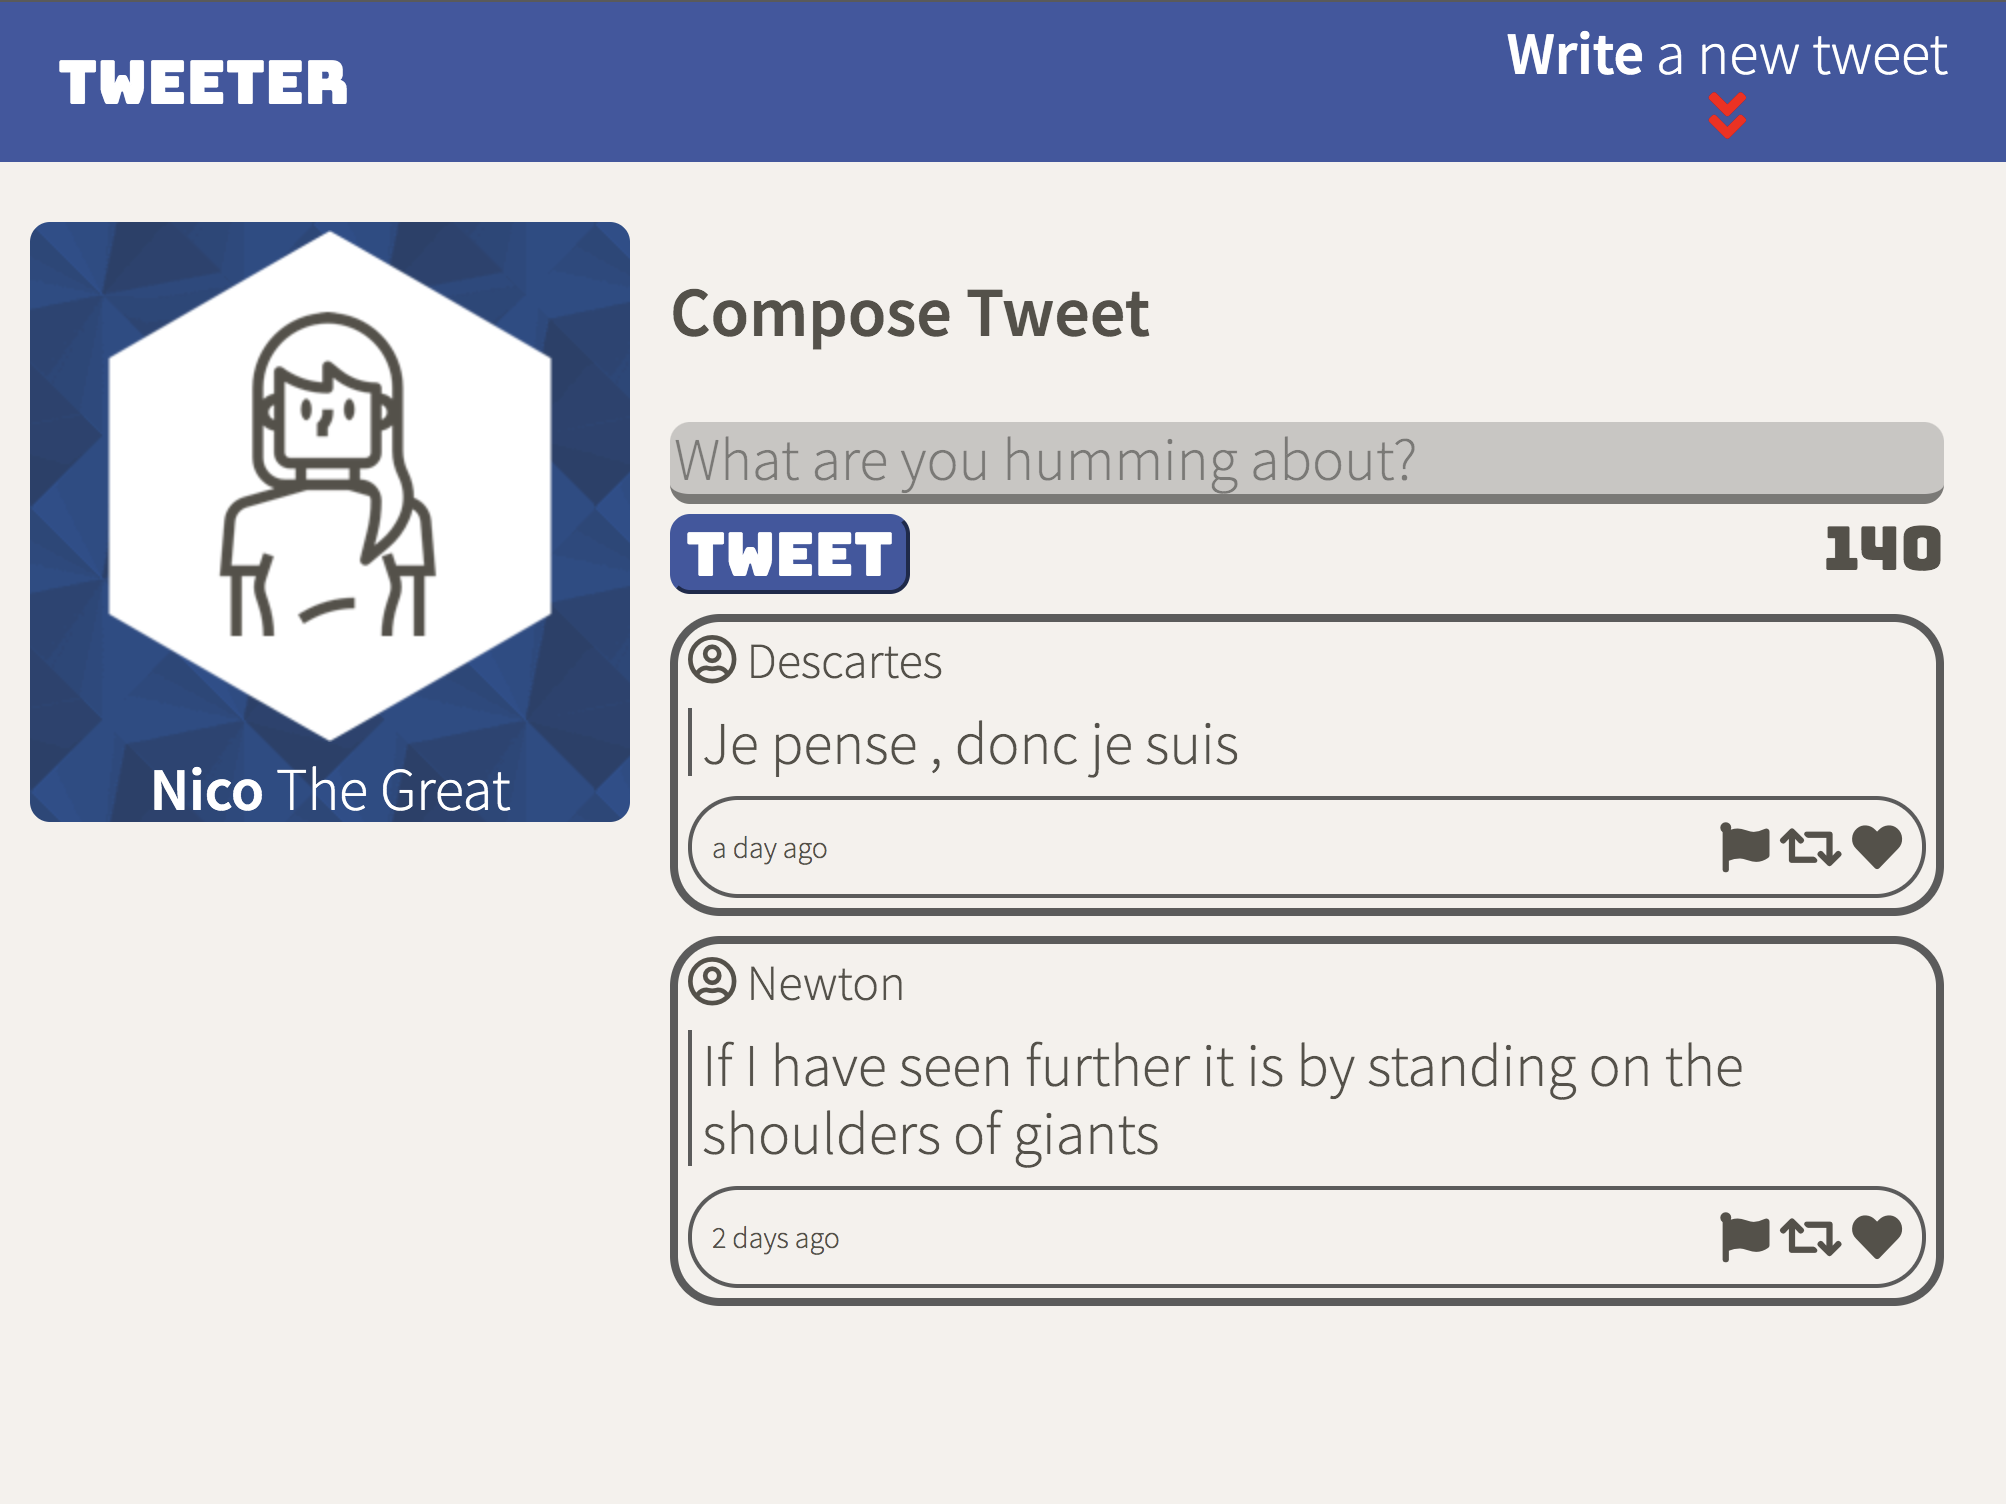 TWEETER
Write a new tweet
Nico The Great
Compose Tweet
What are you humming about?
TWEET
140
Descartes
Je pense , donc je suis
a day ago
Newton
If I have seen further it is by standing on the
shoulders of giants
2 days ago